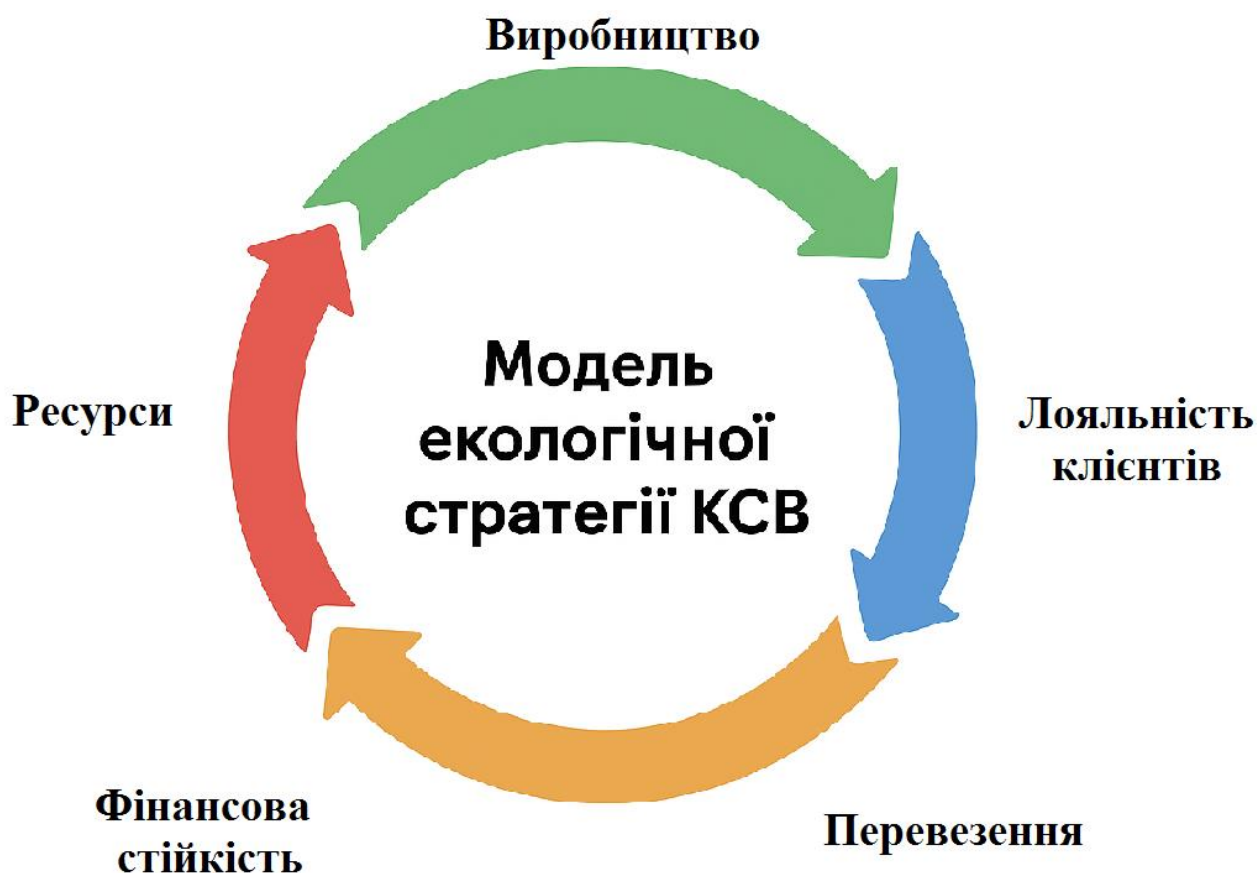 Виробництво
Ресурси
Модель
екологічної
стратегії КСВ
Лояльність
клієнтів
Фінансова
стійкість
Перевезення